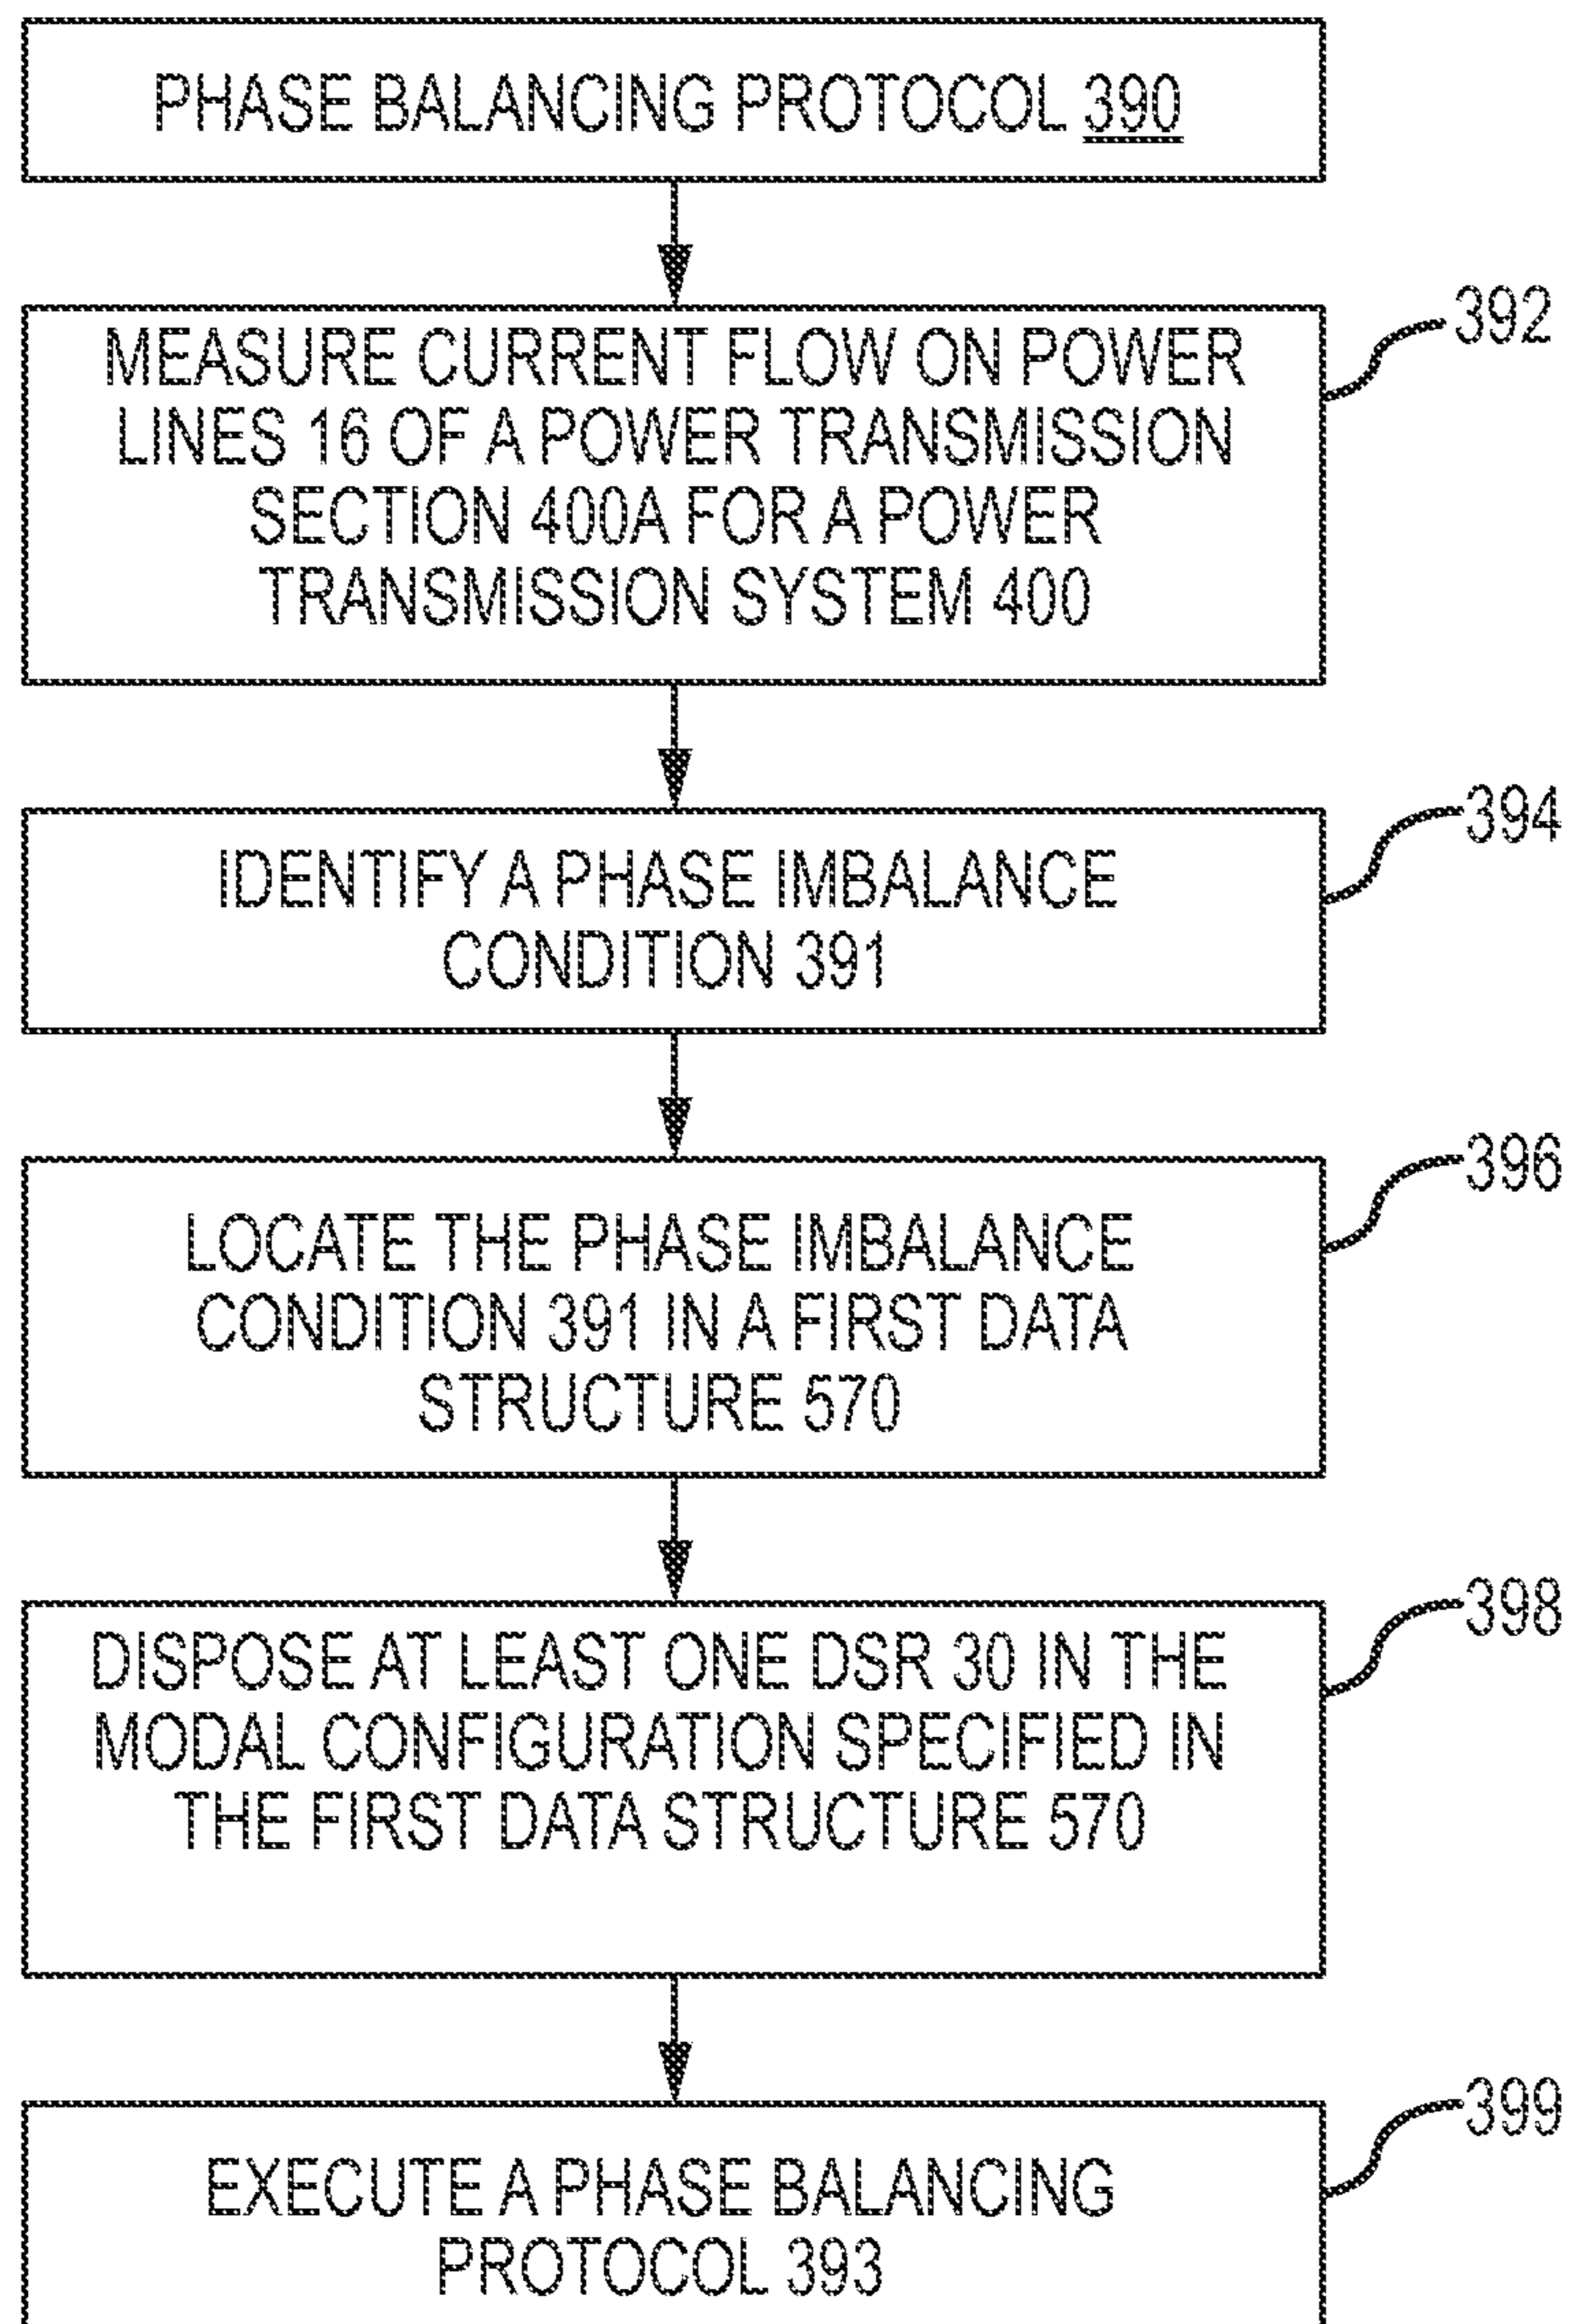 PHASE BALANCING PROTOCOL 390
MEASURE CURRENT FLOW ON POWER
LINES 16 OF A POWER TRANSMISSION
SECTION 400A FOR A POWER
TRANSMISSION SYSTEM 400
392
IDENTIFY A PHASE IMBALANCE
CONDITION 391
394
LOCATE THE PHASE IMBALANCE
CONDITION 391 IN A FIRST DATA
STRUCTURE 570
396
DISPOSE AT LEAST ONE DSR 30 IN THE
MODAL CONFIGURATION SPECIFIED IN
THE FIRST DATA STRUCTURE 570
398
EXECUTE A PHASE BALANCING
PROTOCOL 393
399